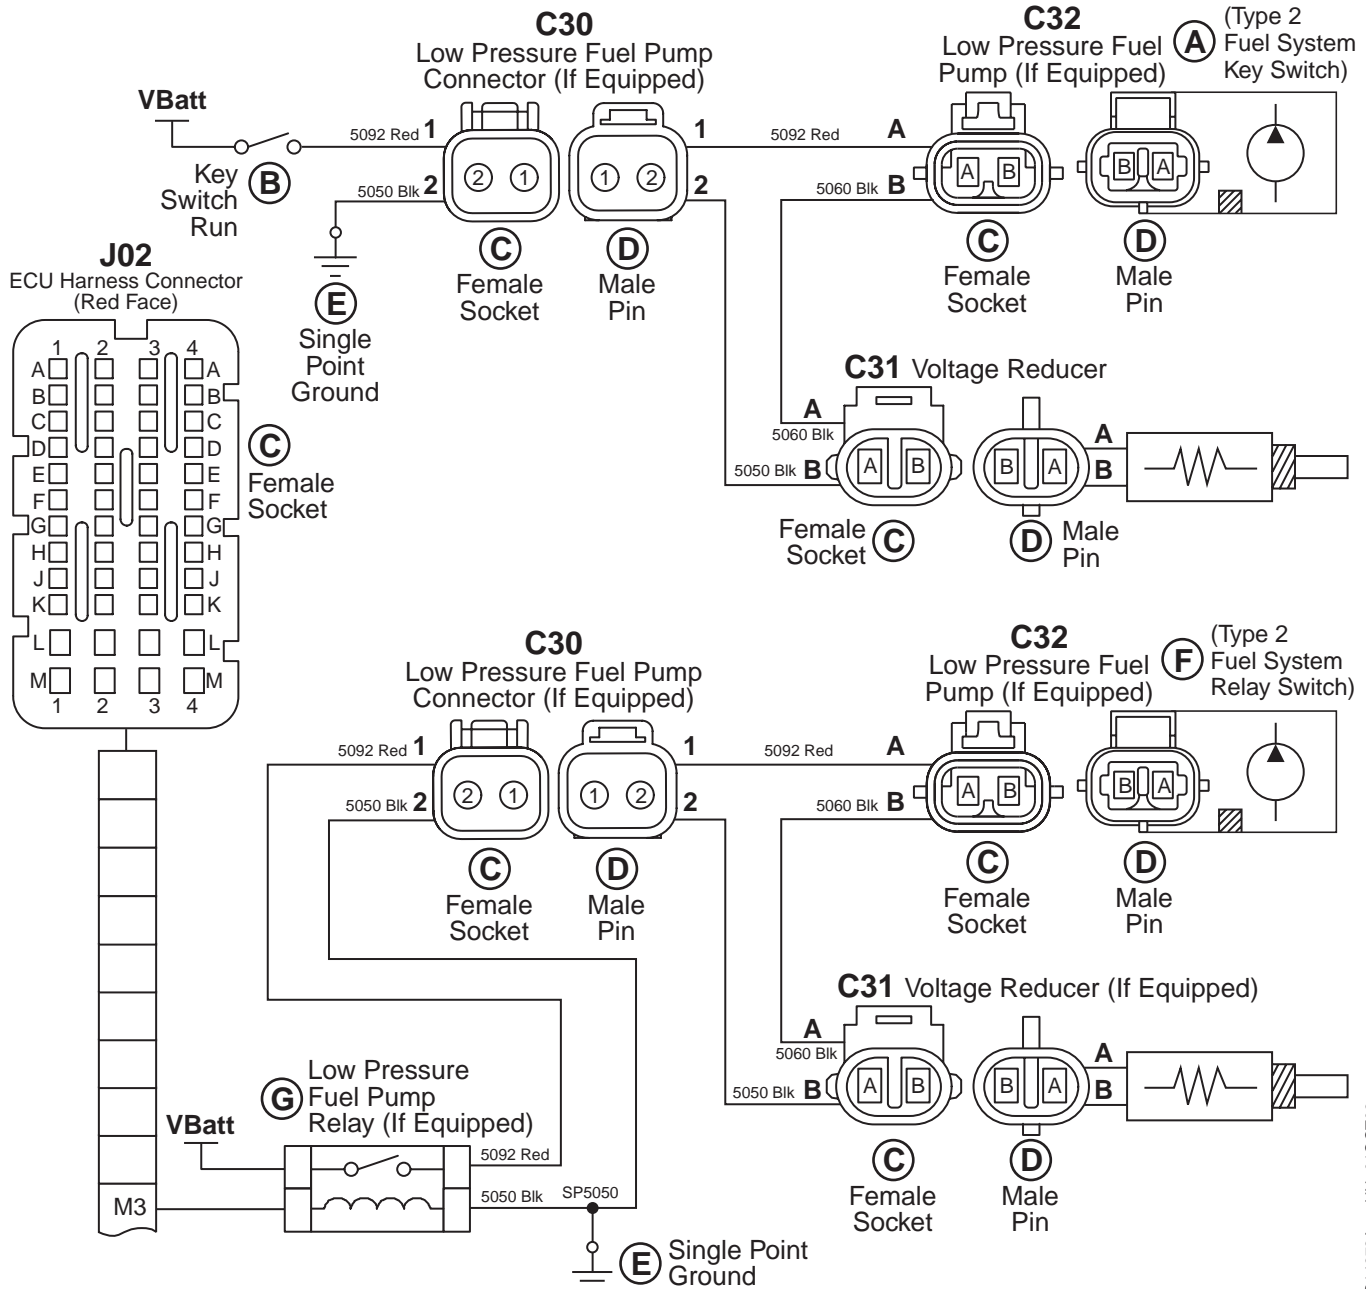 C30
Low Pressure Fuel Pump
Connector (If Equipped)
C32
Low Pressure Fuel
Pump (If Equipped)
A
(Type 2
Fuel System
Key Switch)
VBatt
Key
Switch
Run
B
5092 Red 1
5050 Blk 2
2 1
1 2
1
2
5092 Red A
5060 Blk B
A B
B A
C
Female
Socket
D
Male
Pin
C
Female
Socket
D
Male
Pin
E
Single
Point
Ground
J02
ECU Harness Connector
(Red Face)
1 2 3 4
A A
B B
C C
D D
E E
F F
G G
H H
J J
K K
L L
M M
1 2 3 4
C
Female
Socket
C31 Voltage Reducer
A
5060 Blk
5050 Blk B
A B
B A
A
B
Female
Socket
C
D
Male
Pin
C30
Low Pressure Fuel Pump
Connector (If Equipped)
C32
Low Pressure Fuel
Pump (If Equipped)
F
(Type 2
Fuel System
Relay Switch)
5092 Red 1
5050 Blk 2
2 1
1 2
1
2
5092 Red A
5060 Blk B
A B
B A
C
Female
Socket
D
Male
Pin
C
Female
Socket
D
Male
Pin
C31 Voltage Reducer (If Equipped)
A
5060 Blk
5050 Blk B
A B
B A
A
B
C
Female
Socket
D
Male
Pin
G
Low Pressure
Fuel Pump
Relay (If Equipped)
VBatt
5092 Red
5050 Blk
SP5050
M3
E
Single Point
Ground